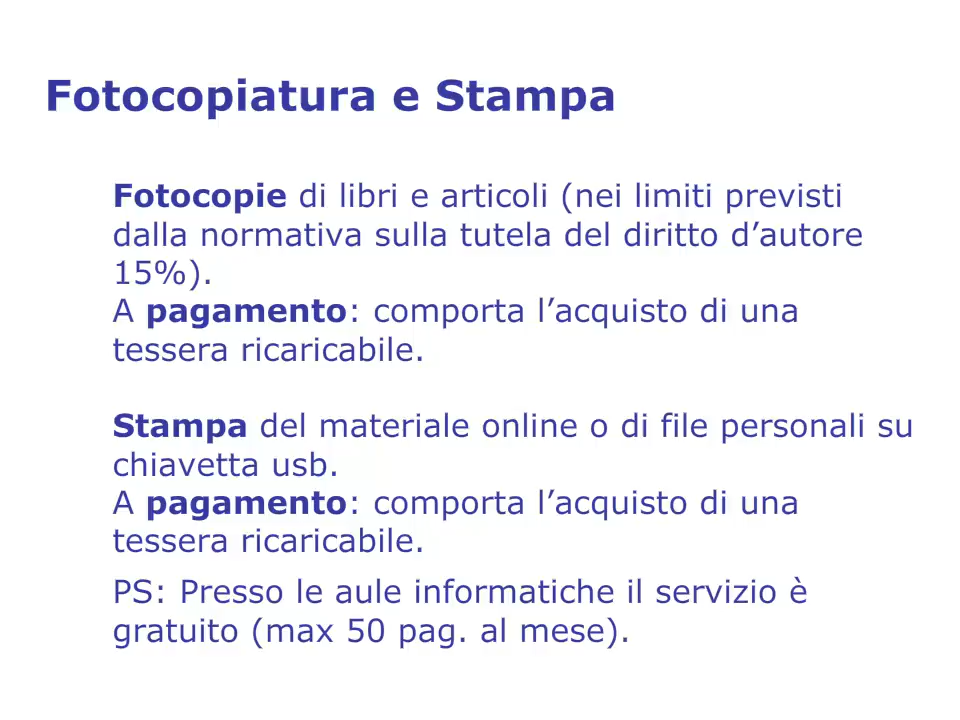 Fotocopiatura e Stampa
Fotocopie di libri e articoli (nei limiti previsti
dalla normativa sulla tutela del diritto d’autore
15%).
A pagamento: comporta l’acquisto di una
tessera ricaricabile.
Stampa del materiale online o di file personali su
chiavetta usb.
A pagamento: comporta l’acquisto di una
tessera ricaricabile.
PS: Presso le aule informatiche il servizio è
gratuito (max 50 pag. al mese).